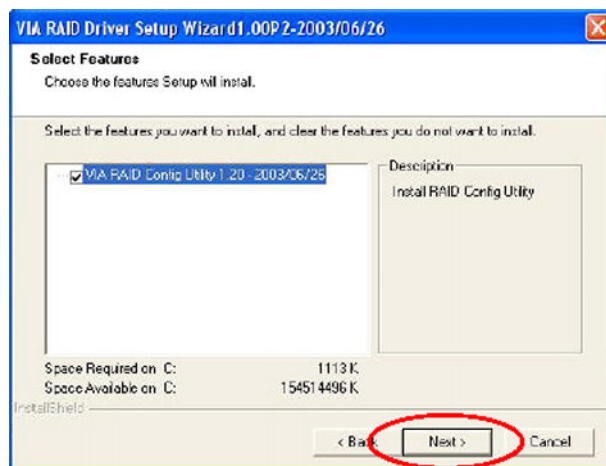 VIA RAID Driver Setup Wizard1.00P2-2003/06/26
Select Features
Choose the features Setup will install.
Select the features you want to install, and clear the features you do not want to install.
VIA RAID Config Utility 1.20 - 2003/06/26
Description
Install RAID Config Utility
Space Required on C: 1113 K
Space Available on C: 154514496 K
InstallShield
< Back Next > Cancel